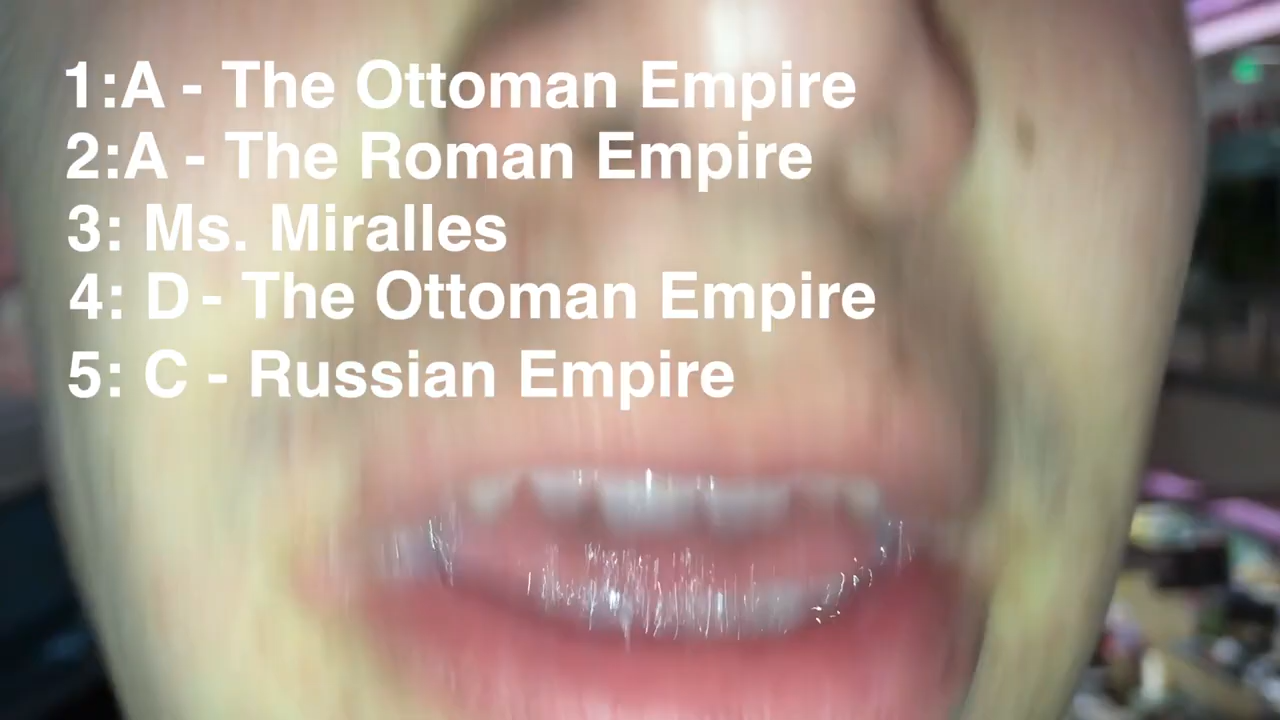 1:A - The Ottoman Empire
2:A - The Roman Empire
3: Ms. Miralles
4: D - The Ottoman Empire
5: C - Russian Empire